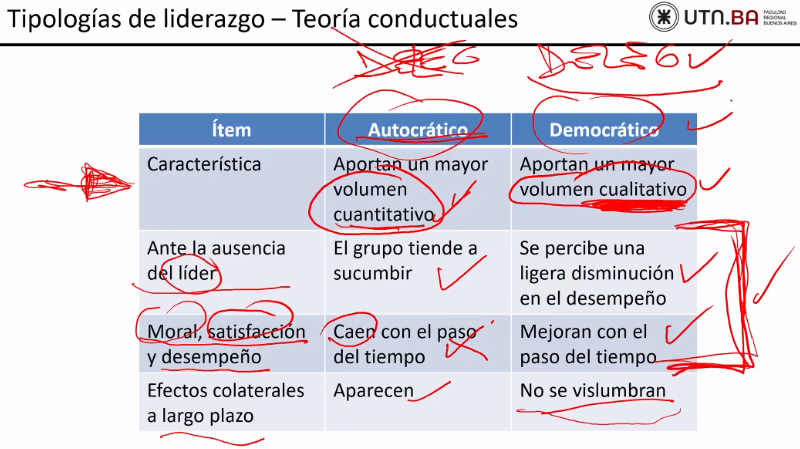 Tipologías de liderazgo – Teoría conductuales
UTN.BA
FACULTAD
REGIONAL
BUENOS AIRES
DELEG
Ítem
Autocrático
Democrático
Característica
Aportan un mayor
volumen
cuantitativo
Aportan un mayor
volumen cualitativo
Ante la ausencia
del líder
El grupo tiende a
sucumbir
Se percibe una
ligera disminución
en el desempeño
Moral, satisfacción
y desempeño
Caen con el paso
del tiempo
Mejoran con el
paso del tiempo
Efectos colaterales
a largo plazo
Aparecen
No se vislumbran